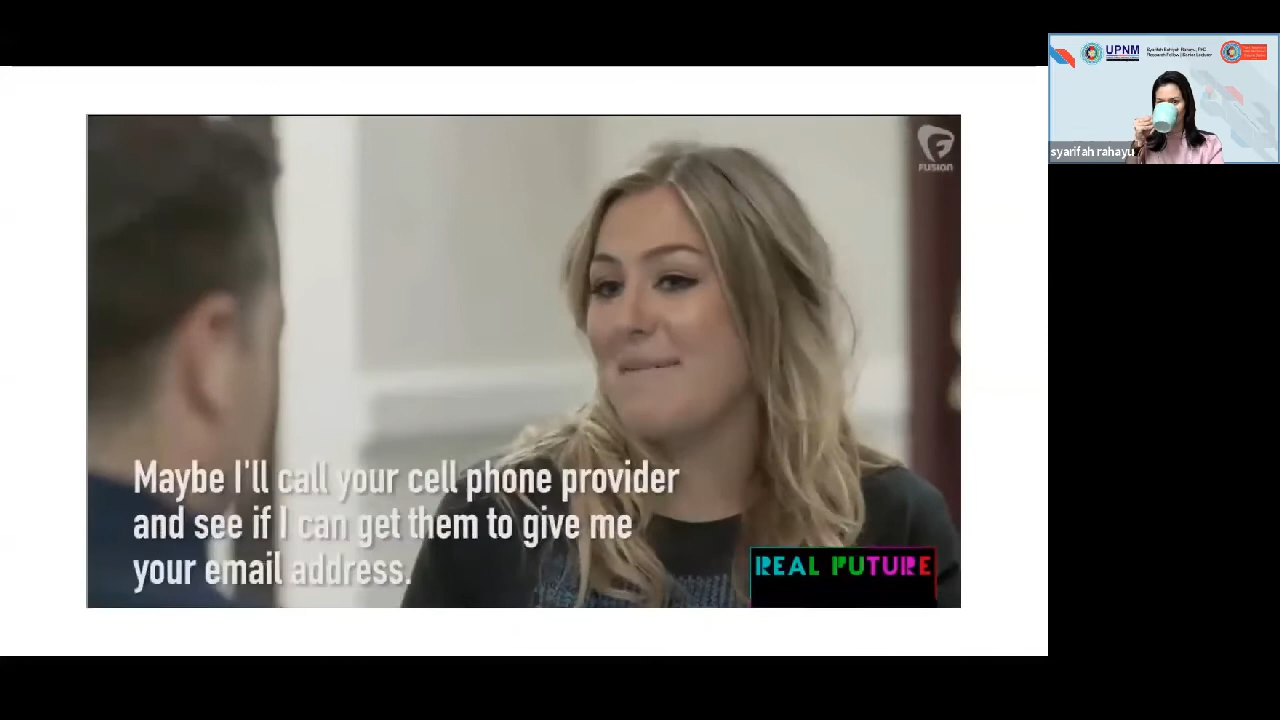 FUSION
Maybe I'll call your cell phone provider
and see if I can get them to give me
your email address.
REAL FUTURE
UPNM
syarifah rahayu